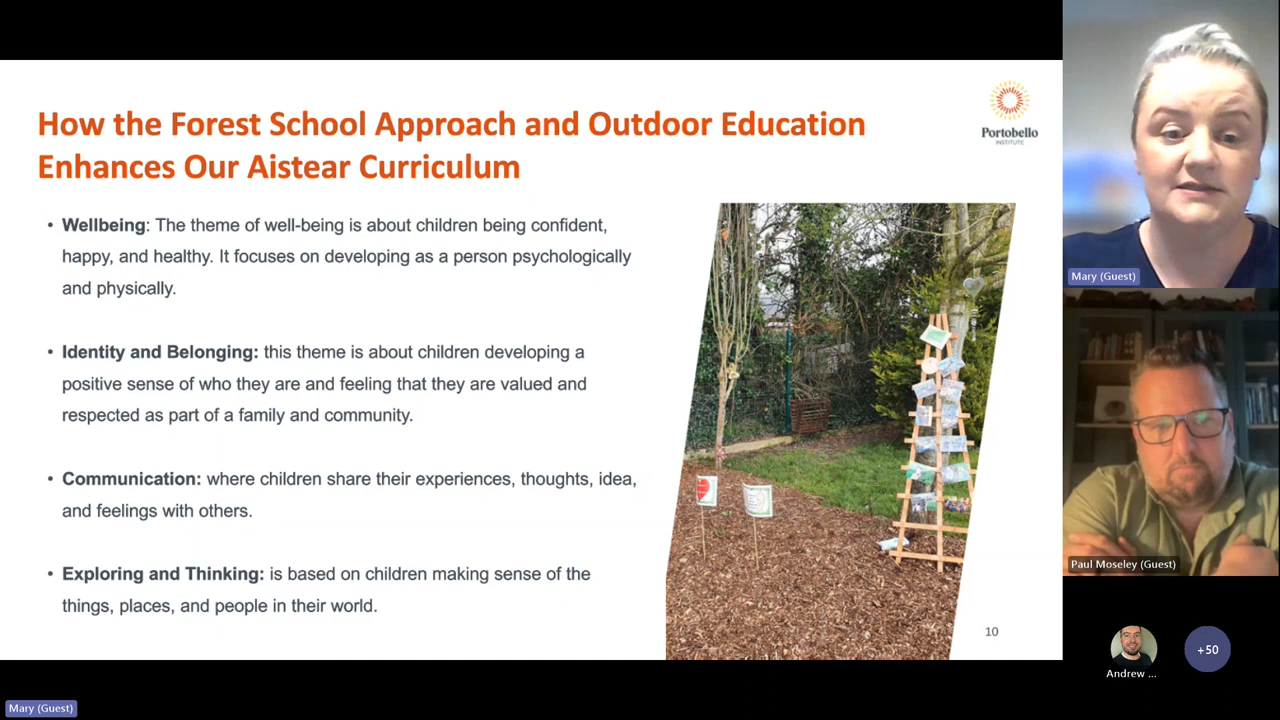 How the Forest School Approach and Outdoor Education
Enhances Our Aistear Curriculum
Portobello
INSTITUTE
• Wellbeing: The theme of well-being is about children being confident,
happy, and healthy. It focuses on developing as a person psychologically
and physically.
• Identity and Belonging: this theme is about children developing a
positive sense of who they are and feeling that they are valued and
respected as part of a family and community.
• Communication: where children share their experiences, thoughts, idea,
and feelings with others.
• Exploring and Thinking: is based on children making sense of the
things, places, and people in their world.
10
Mary (Guest)
Paul Moseley (Guest)
Andrew ...
+50
Mary (Guest)